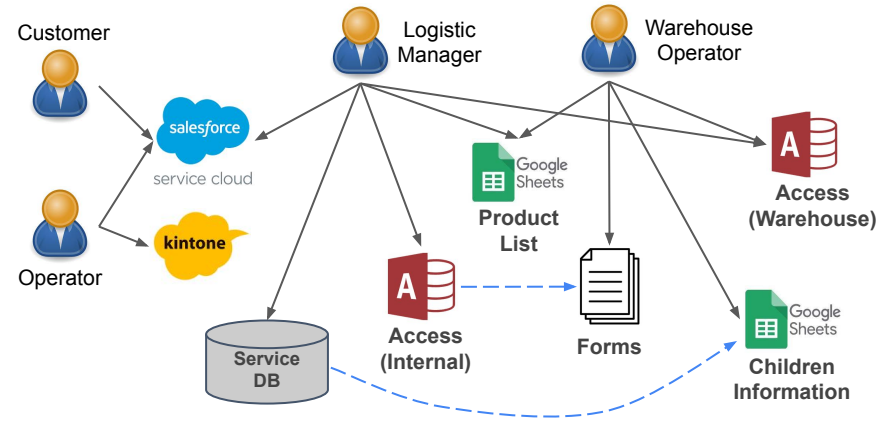 Customer
Logistic
Manager
Warehouse
Operator
salesforce
service cloud
A
Google
Sheets
Product
List
Access
(Warehouse)
Operator
kintone
A
Access
(Internal)
Forms
Google
Sheets
Children
Information
Service
DB